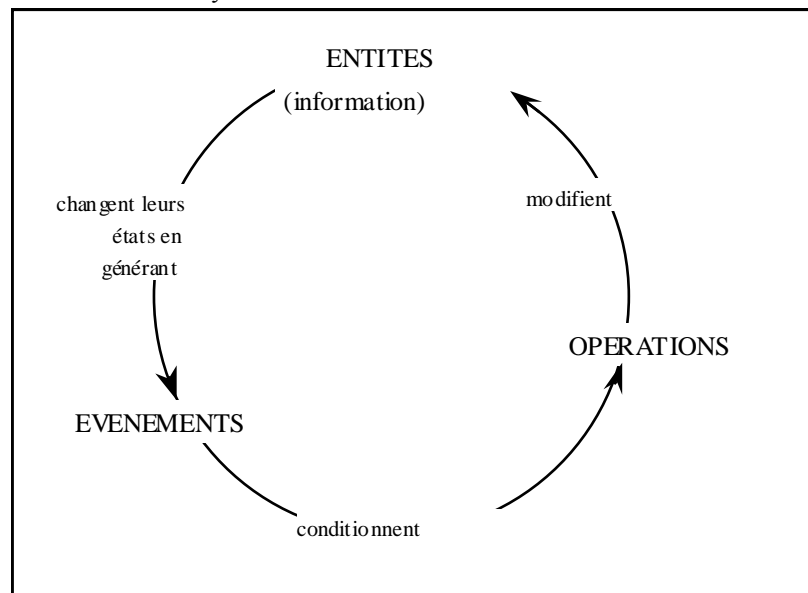 ENTITES
(information)
changent leurs
états en
générant
modifient
OPERATIONS
EVENEMENTS
conditionnent